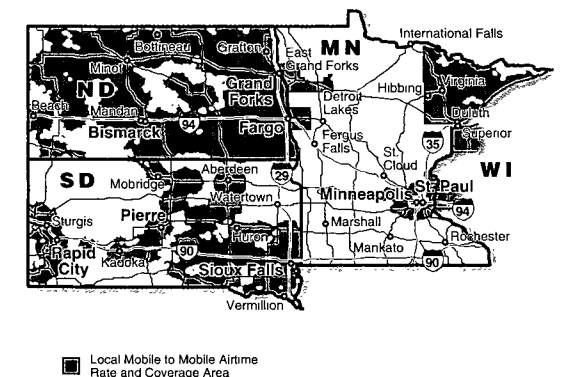 MN
International Falls
Bottineau
Grafton
East
Grand Forks
Minot
ND
Grand
Forks
Hibbing
Virginia
Beach
Mandan
Detroit
Lakes
Duluth
Bismarck
94
Fargo
Superior
Fergus
Falls
35
St.
Cloud
WI
SD
Aberdeen
29
Mobridge
Watertown
Minneapolis
St. Paul
94
Sturgis
Pierre
Marshall
Huron
Rochester
Rapid
City
90
Mankato
Kadoka
90
Sioux Falls
Vermillion
Local Mobile to Mobile Airtime
Rate and Coverage Area